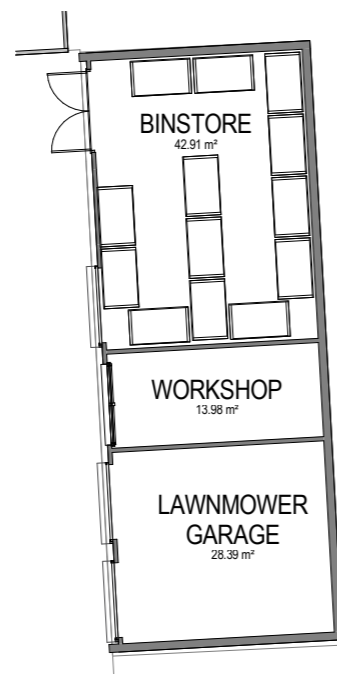 BINSTORE
42.91 m²
WORKSHOP
13.98 m²
LAWNMOWER
GARAGE
28.39 m²